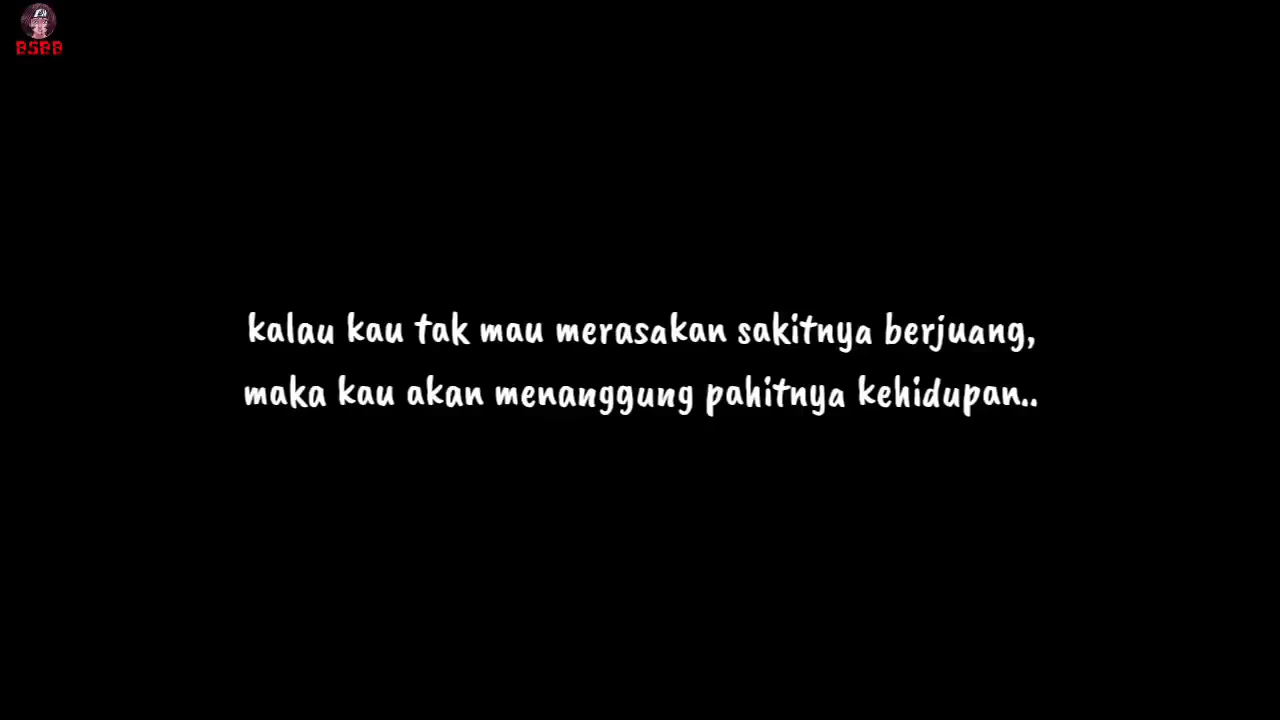 BSBB
kalau kau tak mau merasakan sakitnya berjuang,
maka kau akan menanggung pahitnya kehidupan..